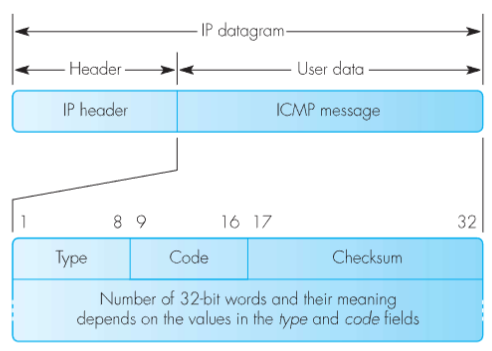 IP datagram
Header User data
IP header ICMP message
1 8 9 16 17 32
Type Code Checksum
Number of 32-bit words and their meaning
depends on the values in the type and code fields